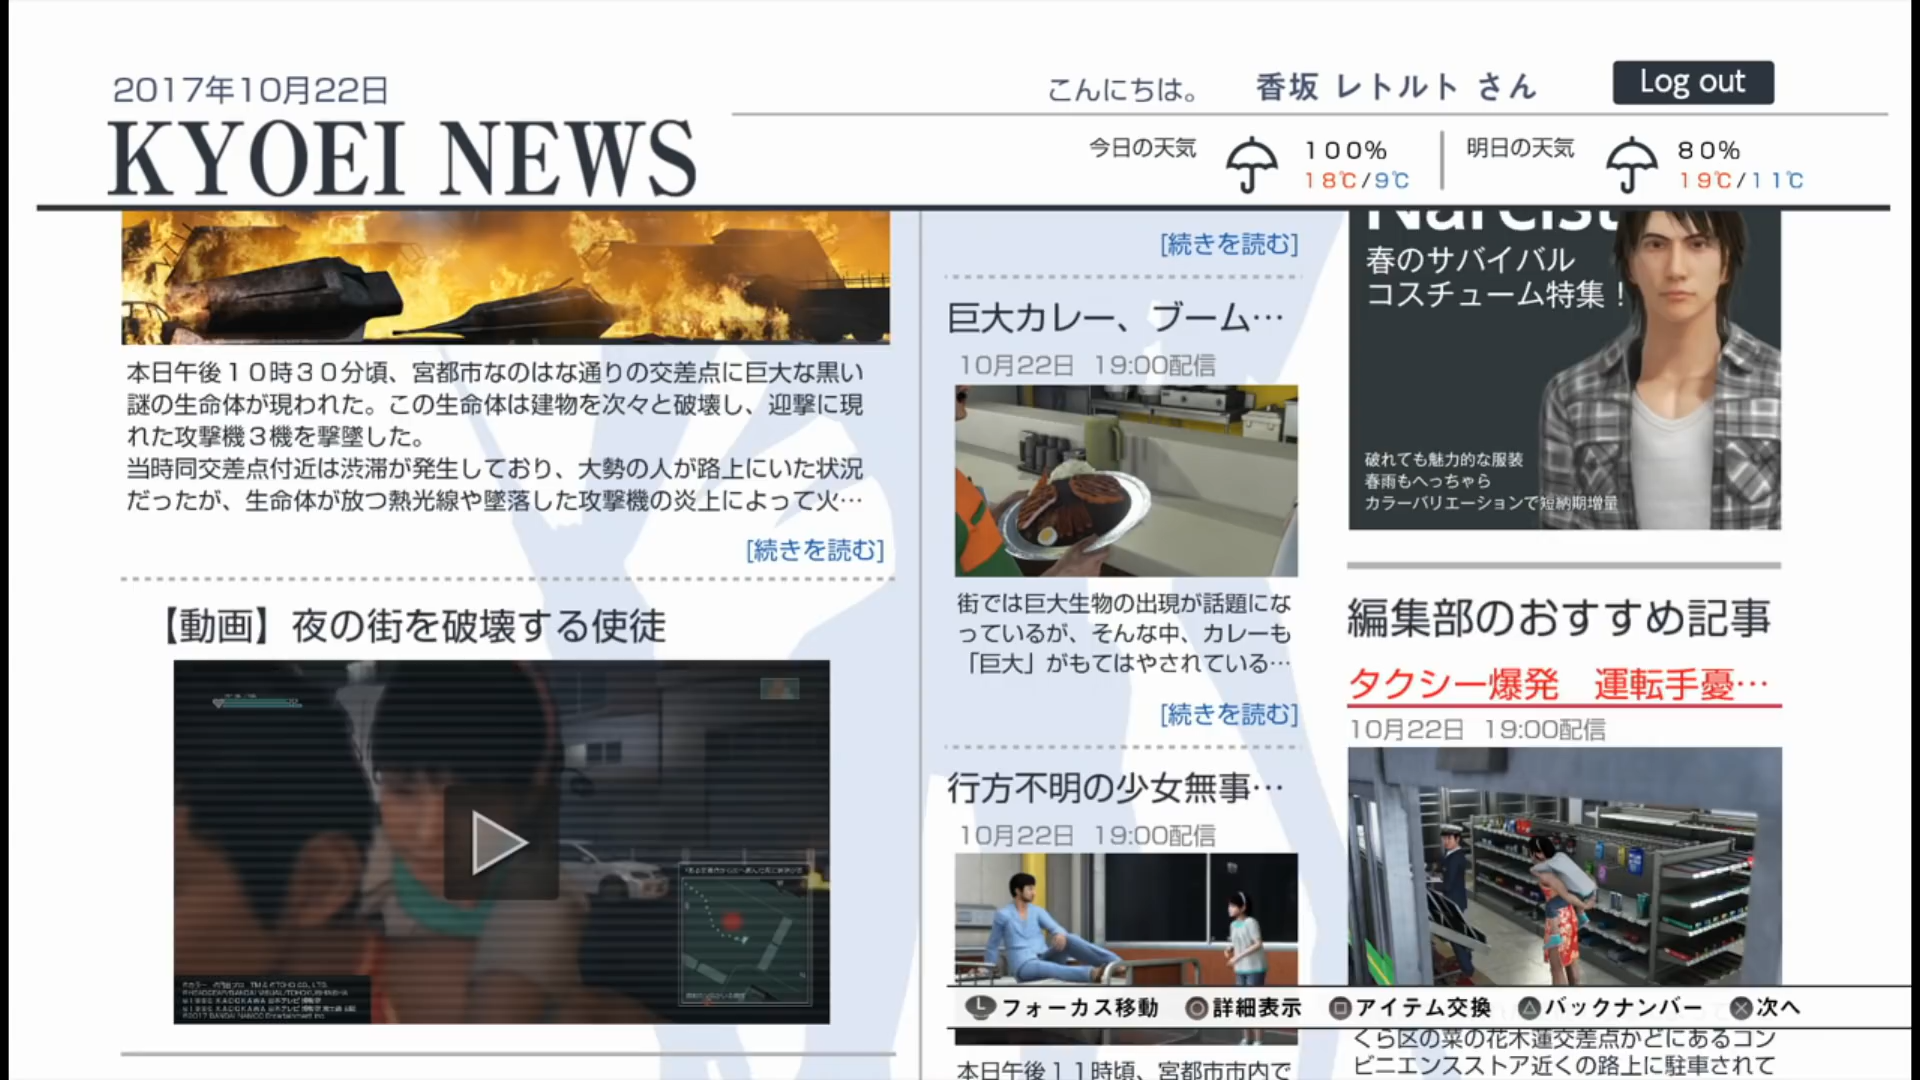 2017年10月22日
こんにちは。
香坂 レトルト さん
Log out
KYOEI NEWS
今日の天気
100%
18℃/9℃
明日の天気
80%
19℃/11℃
本日午後１０時３０分頃、宮都市なのはな通りの交差点に巨大な黒い
謎の生命体が現われた。この生命体は建物を次々と破壊し、迎撃に現
れた攻撃機３機を撃墜した。
当時同交差点付近は渋滞が発生しており、大勢の人が路上にいた状況
だったが、生命体が放つ熱光線や墜落した攻撃機の炎上によって火…
[続きを読む]
【動画】夜の街を破壊する使徒
[続きを読む]
巨大カレー、ブーム…
10月22日 19:00配信
街では巨大生物の出現が話題にな
っているが、そんな中、カレーも
「巨大」がもてはやされている…
[続きを読む]
行方不明の少女無事…
10月22日 19:00配信
本日午後１１時頃、宮都市市内で
Narcist
春のサバイバル
コスチューム特集！
破れても魅力的な服装
春雨もへっちゃら
カラーバリエーションで短納期増量
編集部のおすすめ記事
タクシー爆発　運転手憂…
10月22日 19:00配信
くら区の菜の花木蓮交差点かどにあるコン
ビニエンスストア近くの路上に駐車されて
L フォーカス移動 詳細表示 アイテム交換 バックナンバー 次へ